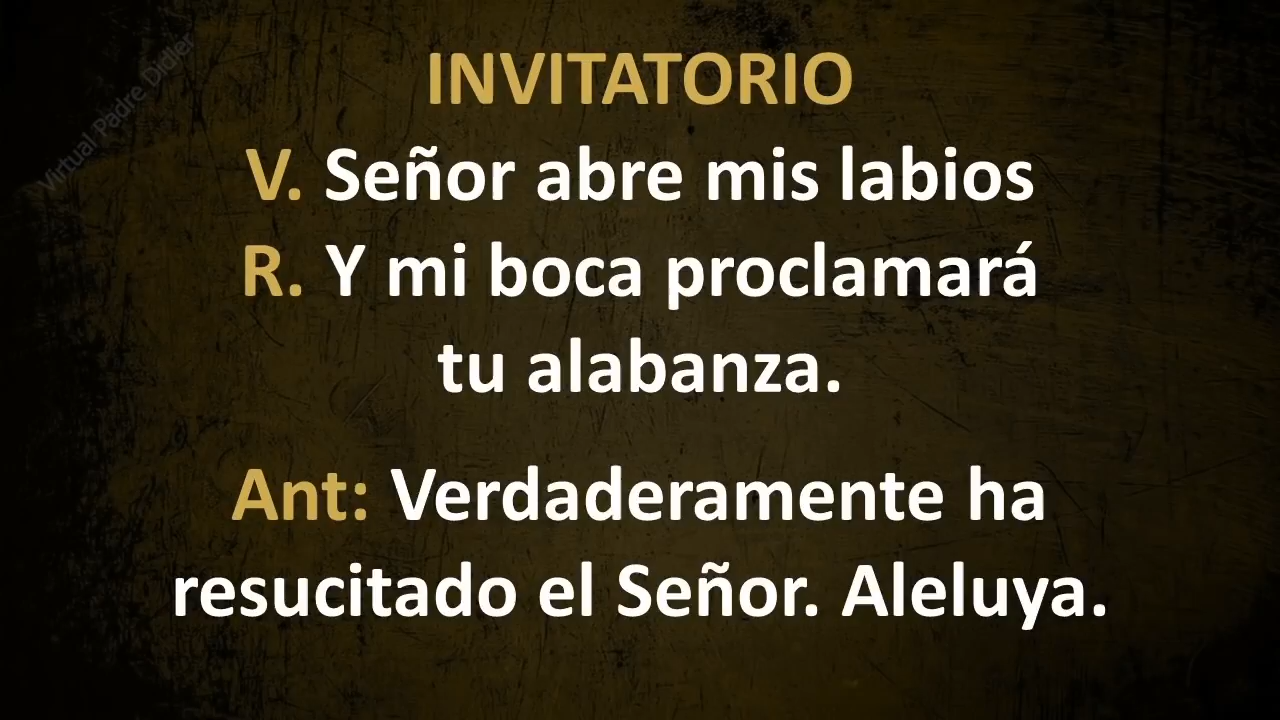 Virtual Padre Didier
INVITATORIO
V. Señor abre mis labios
R. Y mi boca proclamará
tu alabanza.
Ant: Verdaderamente ha
resucitado el Señor. Aleluya.